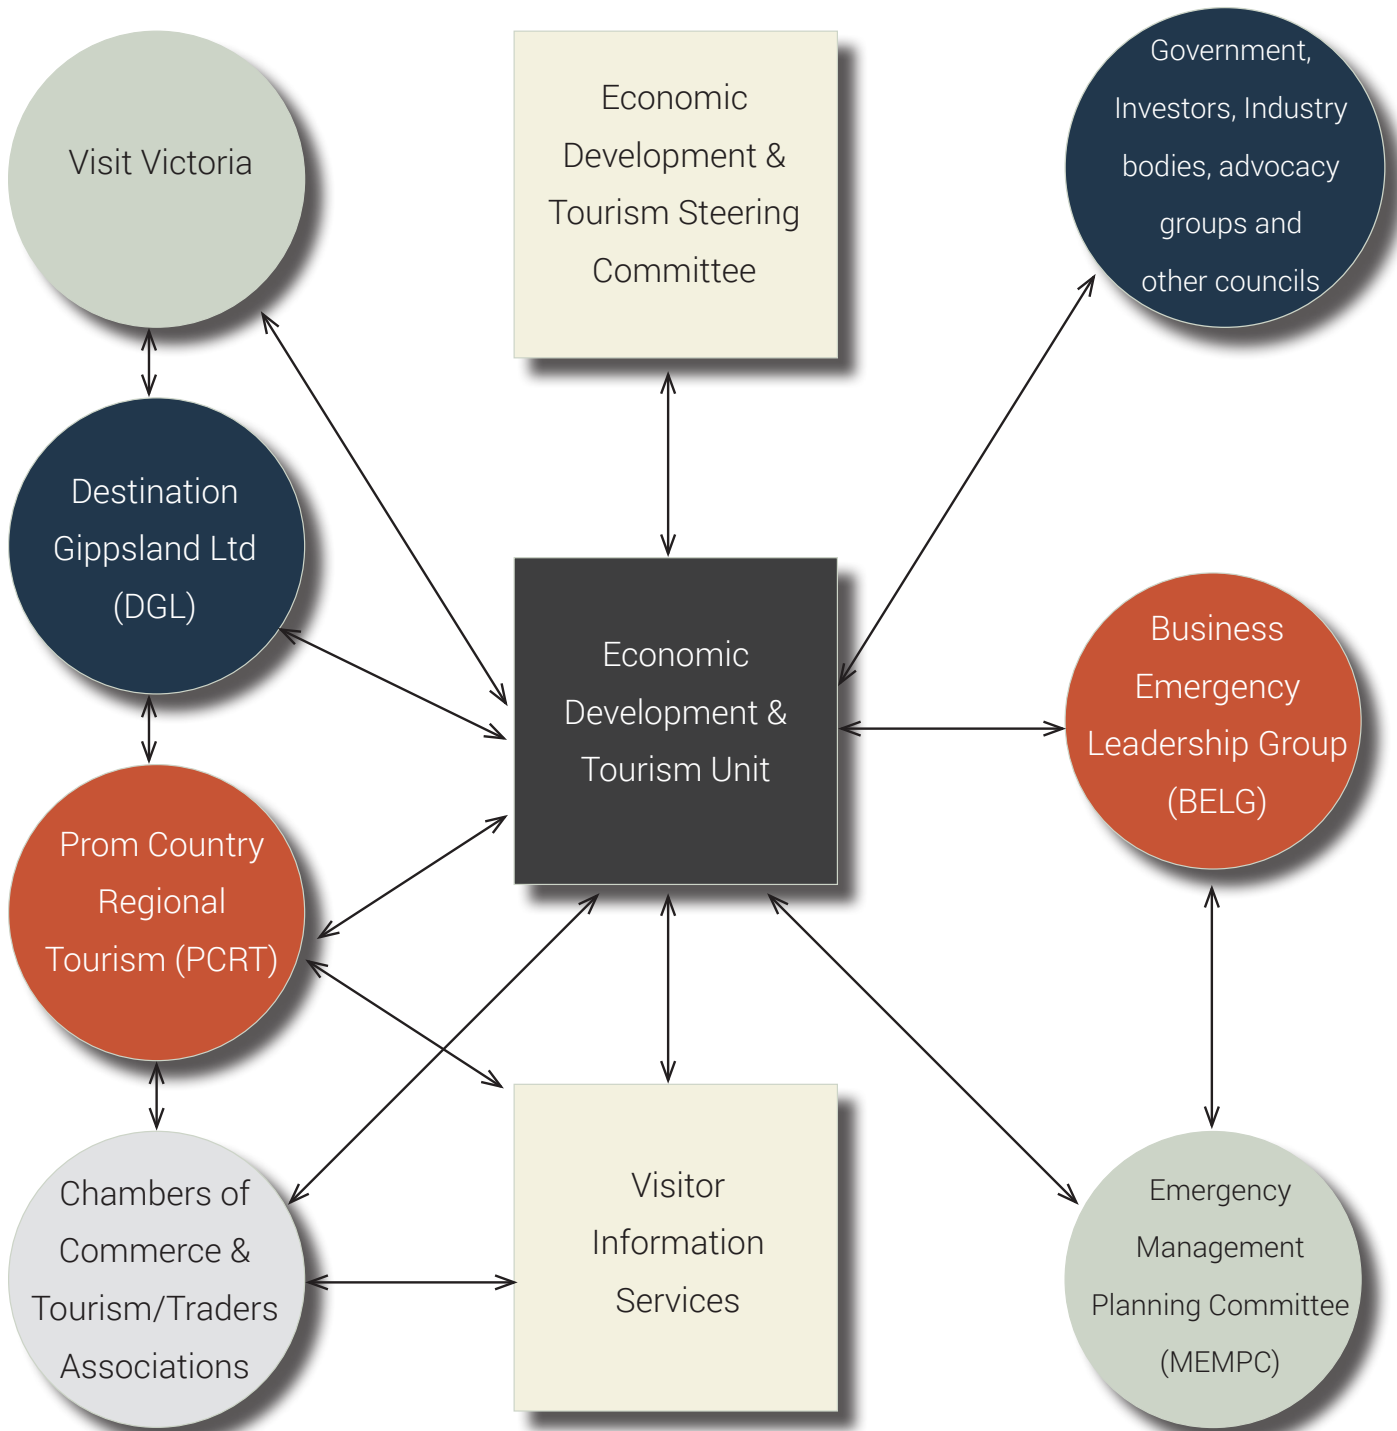 Visit Victoria
Economic
Development &
Tourism Steering
Committee
Government,
Investors, Industry
bodies, advocacy
groups and
other councils
Destination
Gippsland Ltd
(DGL)
Economic
Development &
Tourism Unit
Business
Emergency
Leadership Group
(BELG)
Prom Country
Regional
Tourism (PCRT)
Chambers of
Commerce &
Tourism/Traders
Associations
Visitor
Information
Services
Emergency
Management
Planning Committee
(MEMPC)